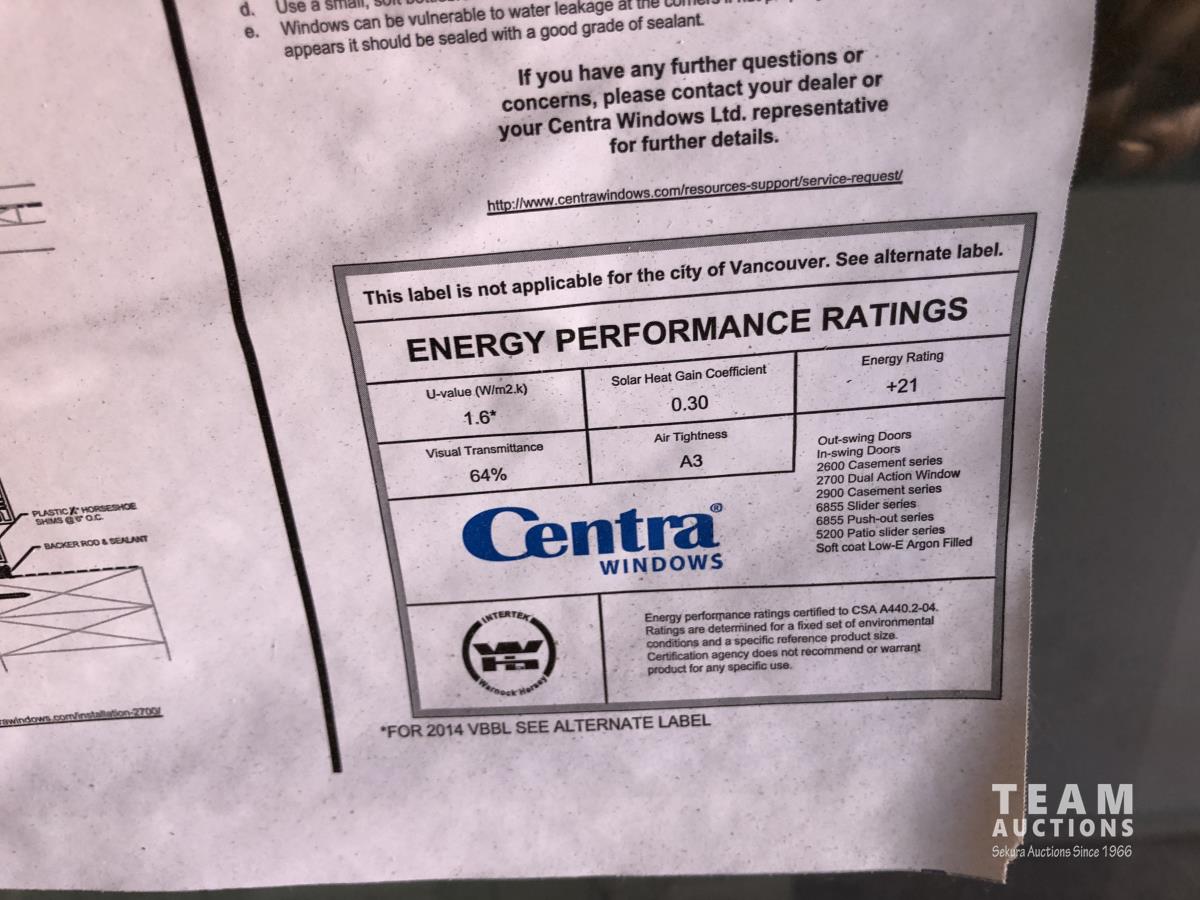 d. Use a small, soft
e. Windows can be vulnerable to water leakage at the corners if
appears it should be sealed with a good grade of sealant.
If you have any further questions or
concerns, please contact your dealer or
your Centra Windows Ltd. representative
for further details.
http://www.centrawindows.com/resources-support/service-request/
This label is not applicable for the city of Vancouver. See alternate label.
ENERGY PERFORMANCE RATINGS
U-value (W/m2.k)
1.6*
Solar Heat Gain Coefficient
0.30
Energy Rating
+21
Visual Transmittance
64%
Air Tightness
A3
Out-swing Doors
In-swing Doors
2600 Casement series
2700 Dual Action Window
2900 Casement series
6855 Slider series
6855 Push-out series
5200 Patio slider series
Soft coat Low-E Argon Filled
Centra®
WINDOWS
INTERTEK
WH
Warnock Hersey
Energy performance ratings certified to CSA A440.2-04.
Ratings are determined for a fixed set of environmental
conditions and a specific reference product size.
Certification agency does not recommend or warrant
product for any specific use.
*FOR 2014 VBBL SEE ALTERNATE LABEL
PLASTIC HORSESHOE
SHIMS @ O.C.
BACKER ROD & SEALANT
rawindows.com/installation-2700/
TEAM
AUCTIONS
Sekura Auctions Since 1966